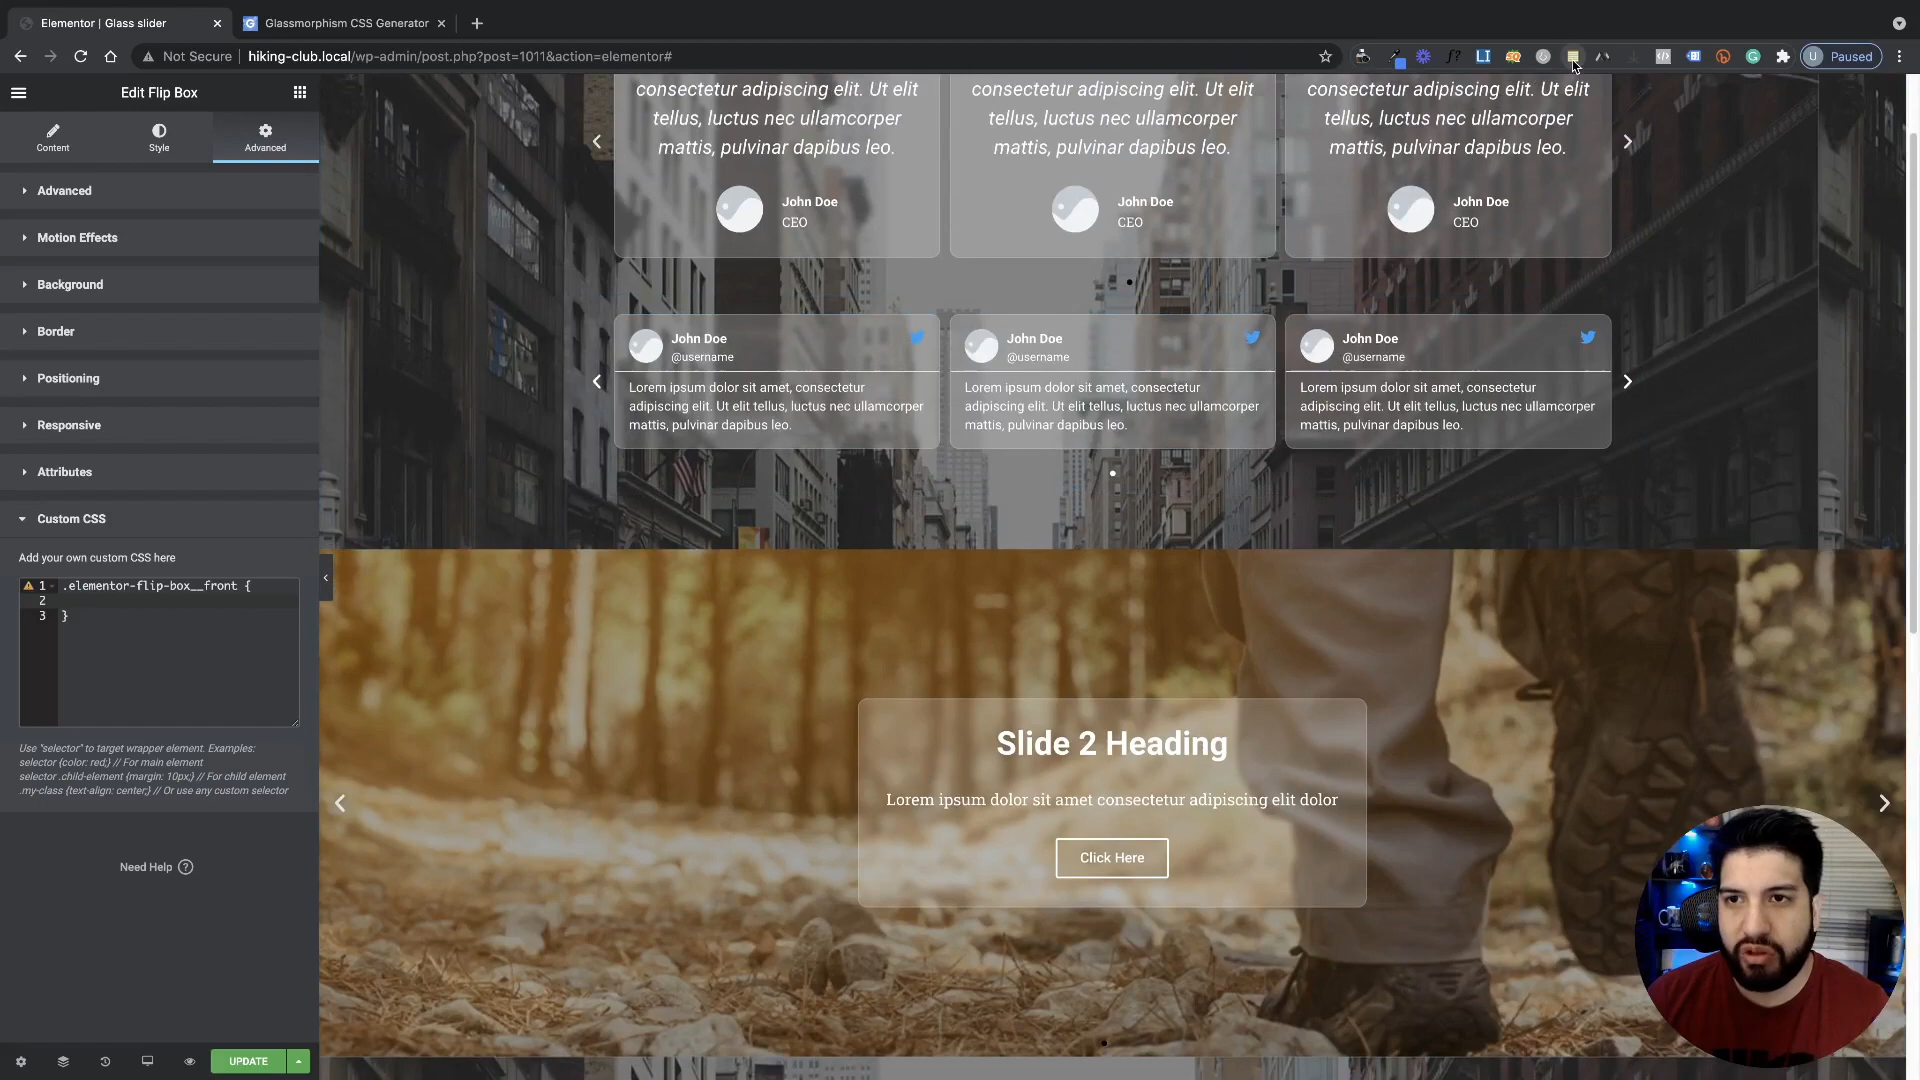 Elementor | Glass slider
Glassmorphism CSS Generator
Not Secure
hiking-club.local/wp-admin/post.php?post=1011&action=elementor#
f?
LI
U Paused
Edit Flip Box
Content
Style
Advanced
Advanced
Motion Effects
Background
Border
Positioning
Responsive
Attributes
Custom CSS
Add your own custom CSS here
1 .elementor-flip-box__front {
2
3 }
Use "selector" to target wrapper element. Examples:
selector {color: red;} // For main element
selector .child-element {margin: 10px;} // For child element
.my-class {text-align: center;} // Or use any custom selector
Need Help ?
UPDATE
consectetur adipiscing elit. Ut elit
tellus, luctus nec ullamcorper
mattis, pulvinar dapibus leo.
John Doe
CEO
consectetur adipiscing elit. Ut elit
tellus, luctus nec ullamcorper
mattis, pulvinar dapibus leo.
John Doe
CEO
consectetur adipiscing elit. Ut elit
tellus, luctus nec ullamcorper
mattis, pulvinar dapibus leo.
John Doe
CEO
John Doe
@username
Lorem ipsum dolor sit amet, consectetur
adipiscing elit. Ut elit tellus, luctus nec ullamcorper
mattis, pulvinar dapibus leo.
John Doe
@username
Lorem ipsum dolor sit amet, consectetur
adipiscing elit. Ut elit tellus, luctus nec ullamcorper
mattis, pulvinar dapibus leo.
John Doe
@username
Lorem ipsum dolor sit amet, consectetur
adipiscing elit. Ut elit tellus, luctus nec ullamcorper
mattis, pulvinar dapibus leo.
Slide 2 Heading
Lorem ipsum dolor sit amet consectetur adipiscing elit dolor
Click Here